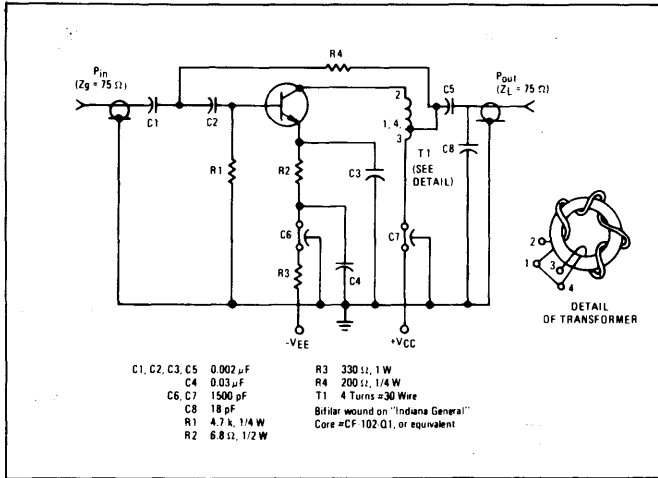 R4
Pin
(Zg = 75 Ω)
Pout
(ZL = 75 Ω)
C1
C2
C5
2
1, 4,
3
T1
(SEE
DETAIL)
C8
R1
R2
C3
C6
C7
R3
C4
-VEE
+VCC
2
1
3
4
DETAIL
OF TRANSFORMER
C1, C2, C3, C5 0.002 μF
C4 0.03 μF
C6, C7 1500 pF
C8 18 pF
R1 4.7 k, 1/4 W
R2 6.8 Ω, 1/2 W
R3 330 Ω, 1 W
R4 200 Ω, 1/4 W
T1 4 Turns #30 Wire
Bifilar wound on "Indiana General"
Core #CF-102-Q1, or equivalent